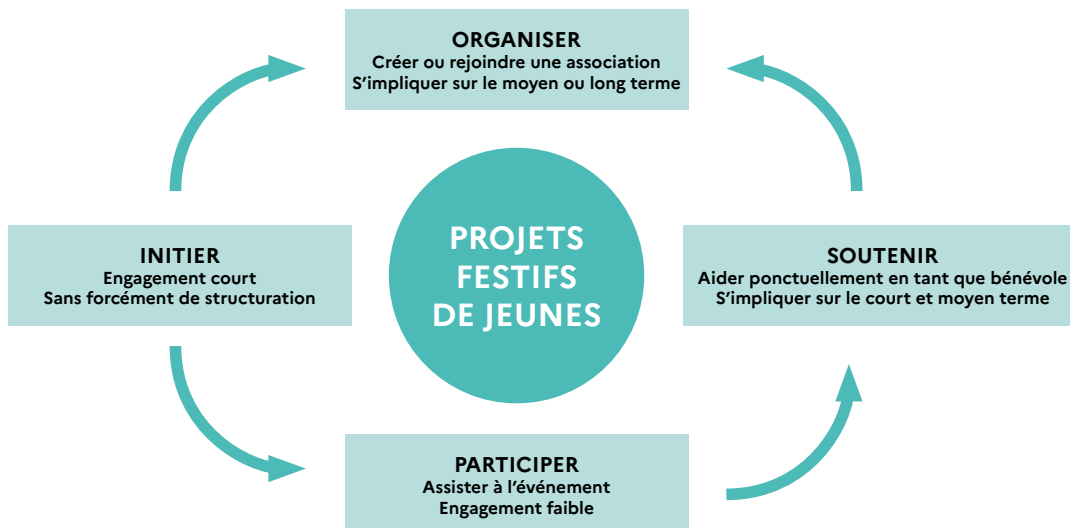 ORGANISER
Créer ou rejoindre une association
S'impliquer sur le moyen ou long terme
INITIER
Engagement court
Sans forcément de structuration
PROJETS
FESTIFS
DE JEUNES
SOUTENIR
Aider ponctuellement en tant que bénévole
S'impliquer sur le court et moyen terme
PARTICIPER
Assister à l'événement
Engagement faible